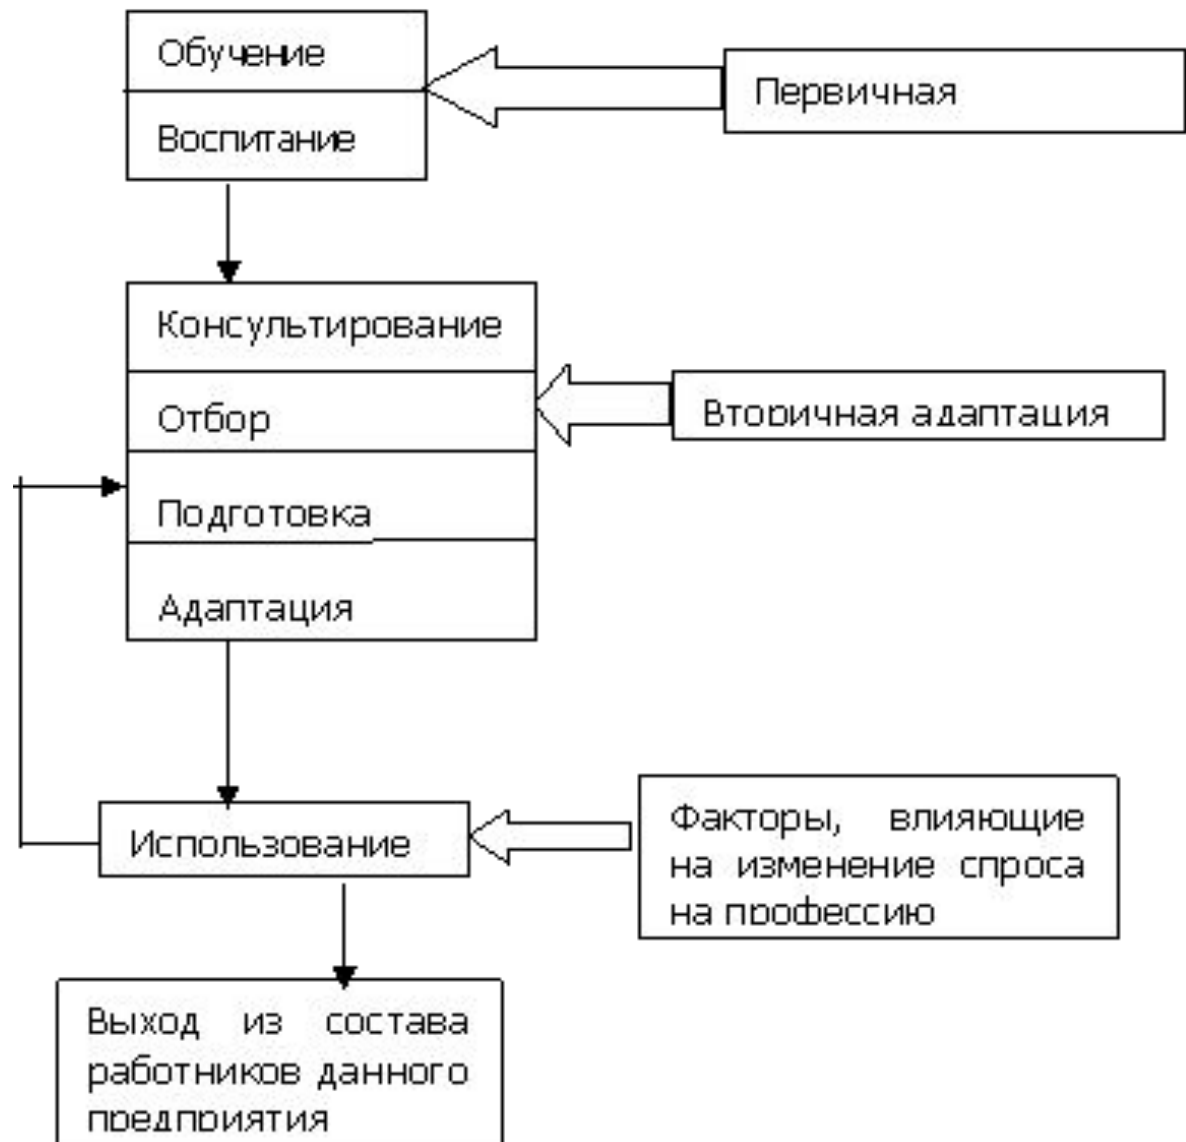 Обучение
Первичная
Воспитание
Консультирование
Отбор
Вторичная адаптация
Подготовка
Адаптация
Использование
Факторы, влияющие
на изменение спроса
на профессию
Выход из состава
работников данного
предприятия